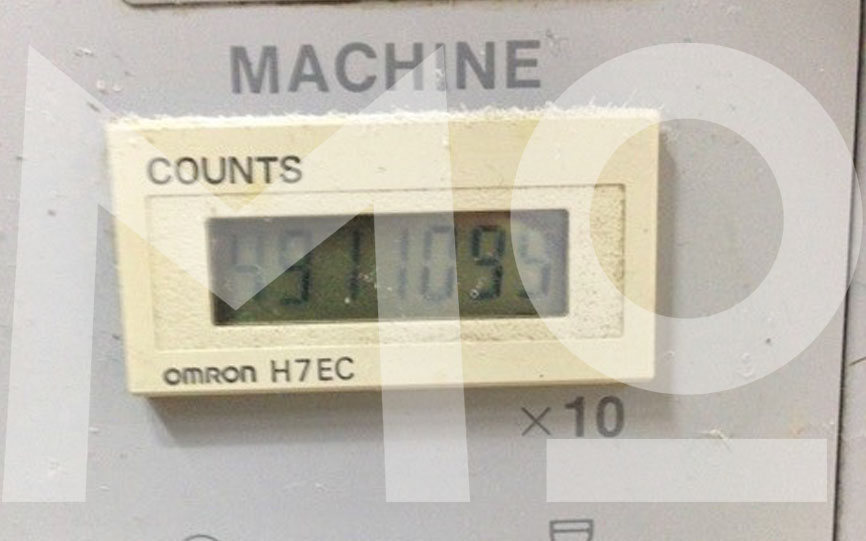 MACHINE
COUNTS
omron H7EC
×10